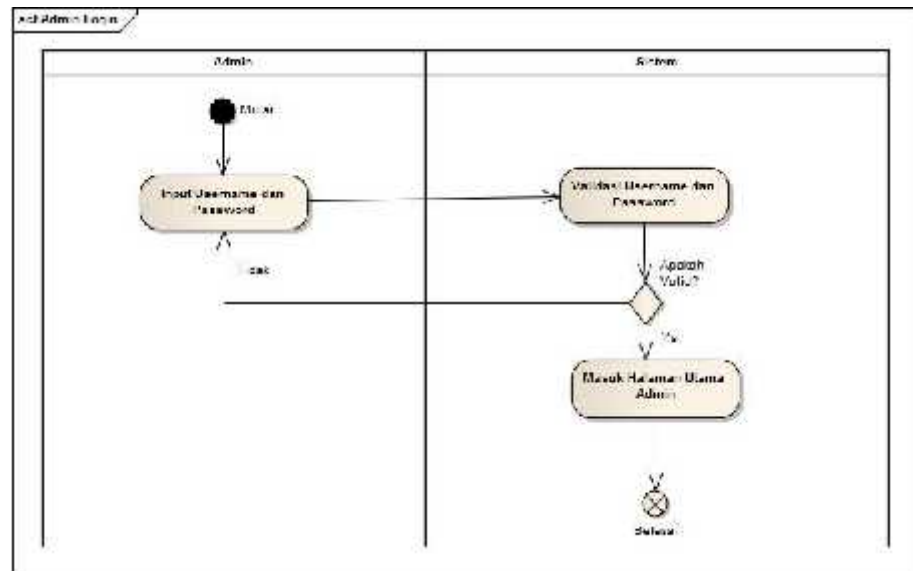 act Admin Login
Admin
Sistem
Mulai
Input Username dan
Password
Validasi Username dan
Password
Tidak
Apakah
Valid?
Ya
Masuk Halaman Utama
Admin
Selesai